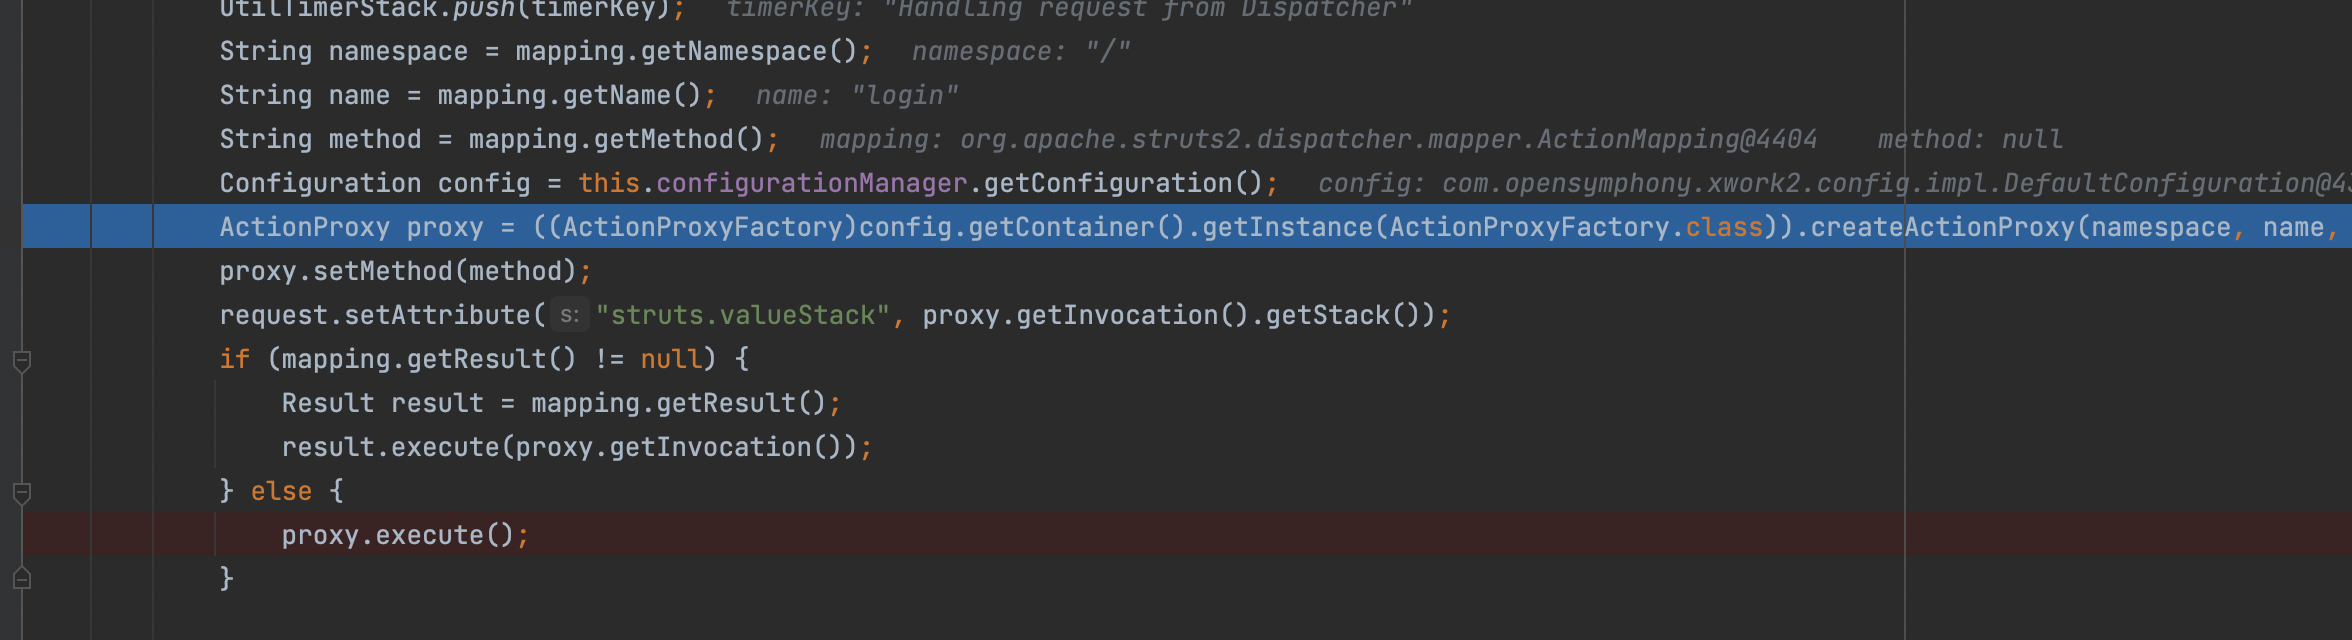 UtilTimerStack.push(timerKey);  timerKey: "Handling request from Dispatcher"
String namespace = mapping.getNamespace();  namespace: "/"
String name = mapping.getName();  name: "login"
String method = mapping.getMethod();  mapping: org.apache.struts2.dispatcher.mapper.ActionMapping@4404    method: null
Configuration config = this.configurationManager.getConfiguration();  config: com.opensymphony.xwork2.config.impl.DefaultConfiguration@43
ActionProxy proxy = ((ActionProxyFactory)config.getContainer().getInstance(ActionProxyFactory.class)).createActionProxy(namespace, name,
proxy.setMethod(method);
request.setAttribute( s: "struts.valueStack", proxy.getInvocation().getStack());
if (mapping.getResult() != null) {
    Result result = mapping.getResult();
    result.execute(proxy.getInvocation());
} else {
    proxy.execute();
}